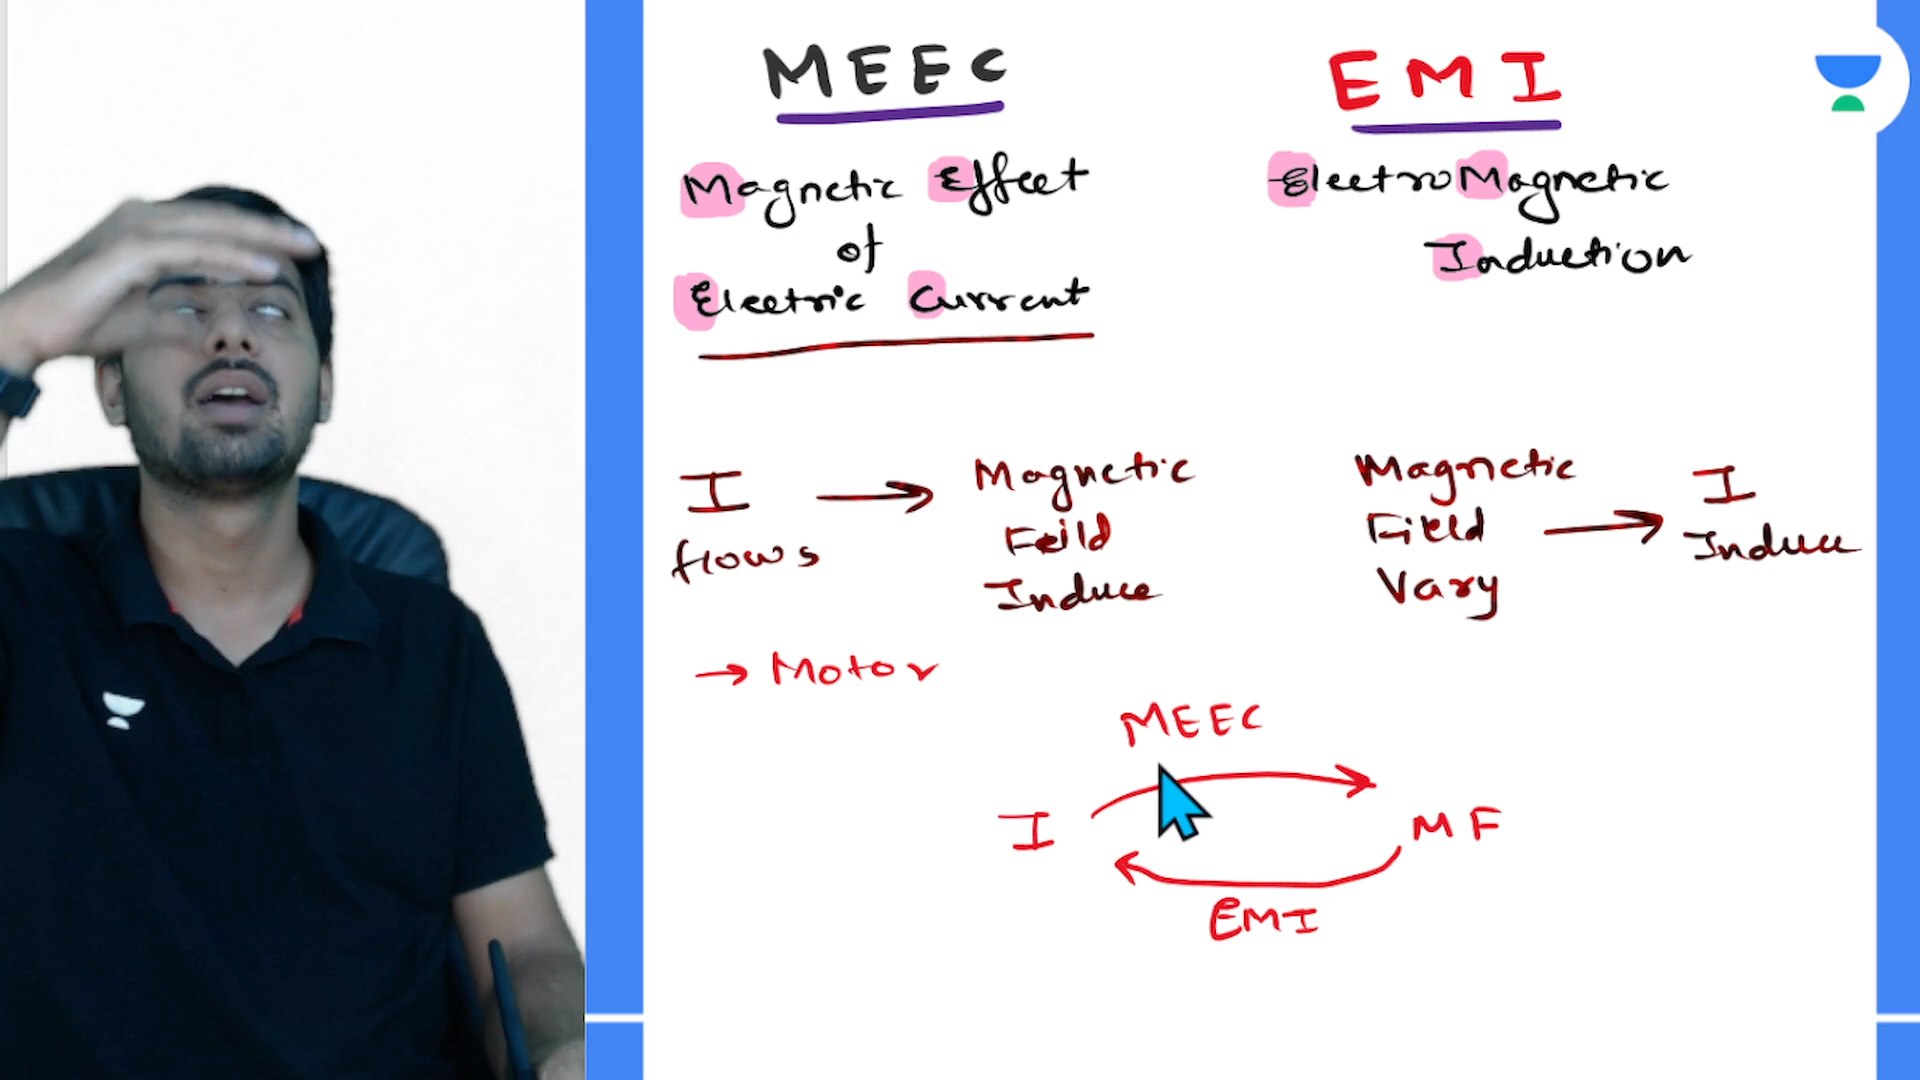 MEEC
Magnetic Effect
of
Electric Current
I
flows
Magnetic
Feild
Induce
→ Motor
EMI
ElectroMagnetic
Induction
Magnetic
Field
Vary
I
Induce
MEEC
I
MF
EMI